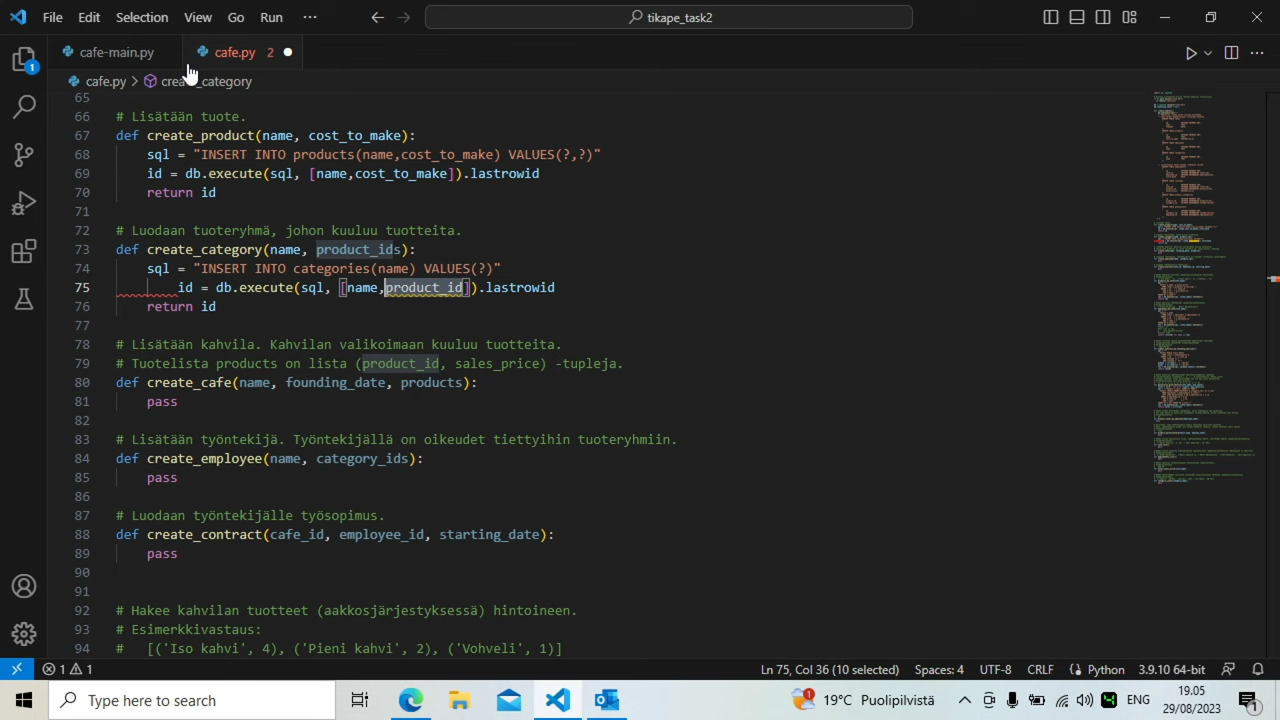 File Edit Selection View Go Run ··· tikape_task2
cafe-main.py cafe.py 2
cafe.py > create_category
65
66 # Lisätään tuote.
67 def create_product(name, cost_to_make):
68 sql = "INSERT INTO products(name,cost_to_make) VALUES(?,?)"
69 id = db.execute(sql, [name,cost_to_make]).lastrowid
70 return id
71
72 # Luodaan tuoteryhmä, johon kuuluu tuotteita.
73 def create_category(name, product_ids):
74 sql = "INSERT INTO categories(name) VALUES(?)
75 id = db.execute(sql, [name,product_id]).lastrowid
76 return id
77
78 # Lisätään kahvila. Kahvilan valikoimaan kuuluu tuotteita.
79 # Tuotelista products on lista (product_id, sales_price) -tupleja.
80 def create_cafe(name, founding_date, products):
81 pass
82
83 # Lisätään työntekijä. Työntekijällä on oikeudet tiettyihin tuoteryhmiin.
84 def create_employee(name, category_ids):
85 pass
86
87 # Luodaan työntekijälle työsopimus.
88 def create_contract(cafe_id, employee_id, starting_date):
89 pass
90
91
92 # Hakee kahvilan tuotteet (aakkosjärjestyksessä) hintoineen.
93 # Esimerkkivastaus:
94 # [('Iso kahvi', 4), ('Pieni kahvi', 2), ('Vohveli', 1)]
1 1 Ln 75, Col 36 (10 selected) Spaces: 4 UTF-8 CRLF Python 3.9.10 64-bit
Type here to search 19°C Puolipilvistä ENG 19.05
29/08/2023